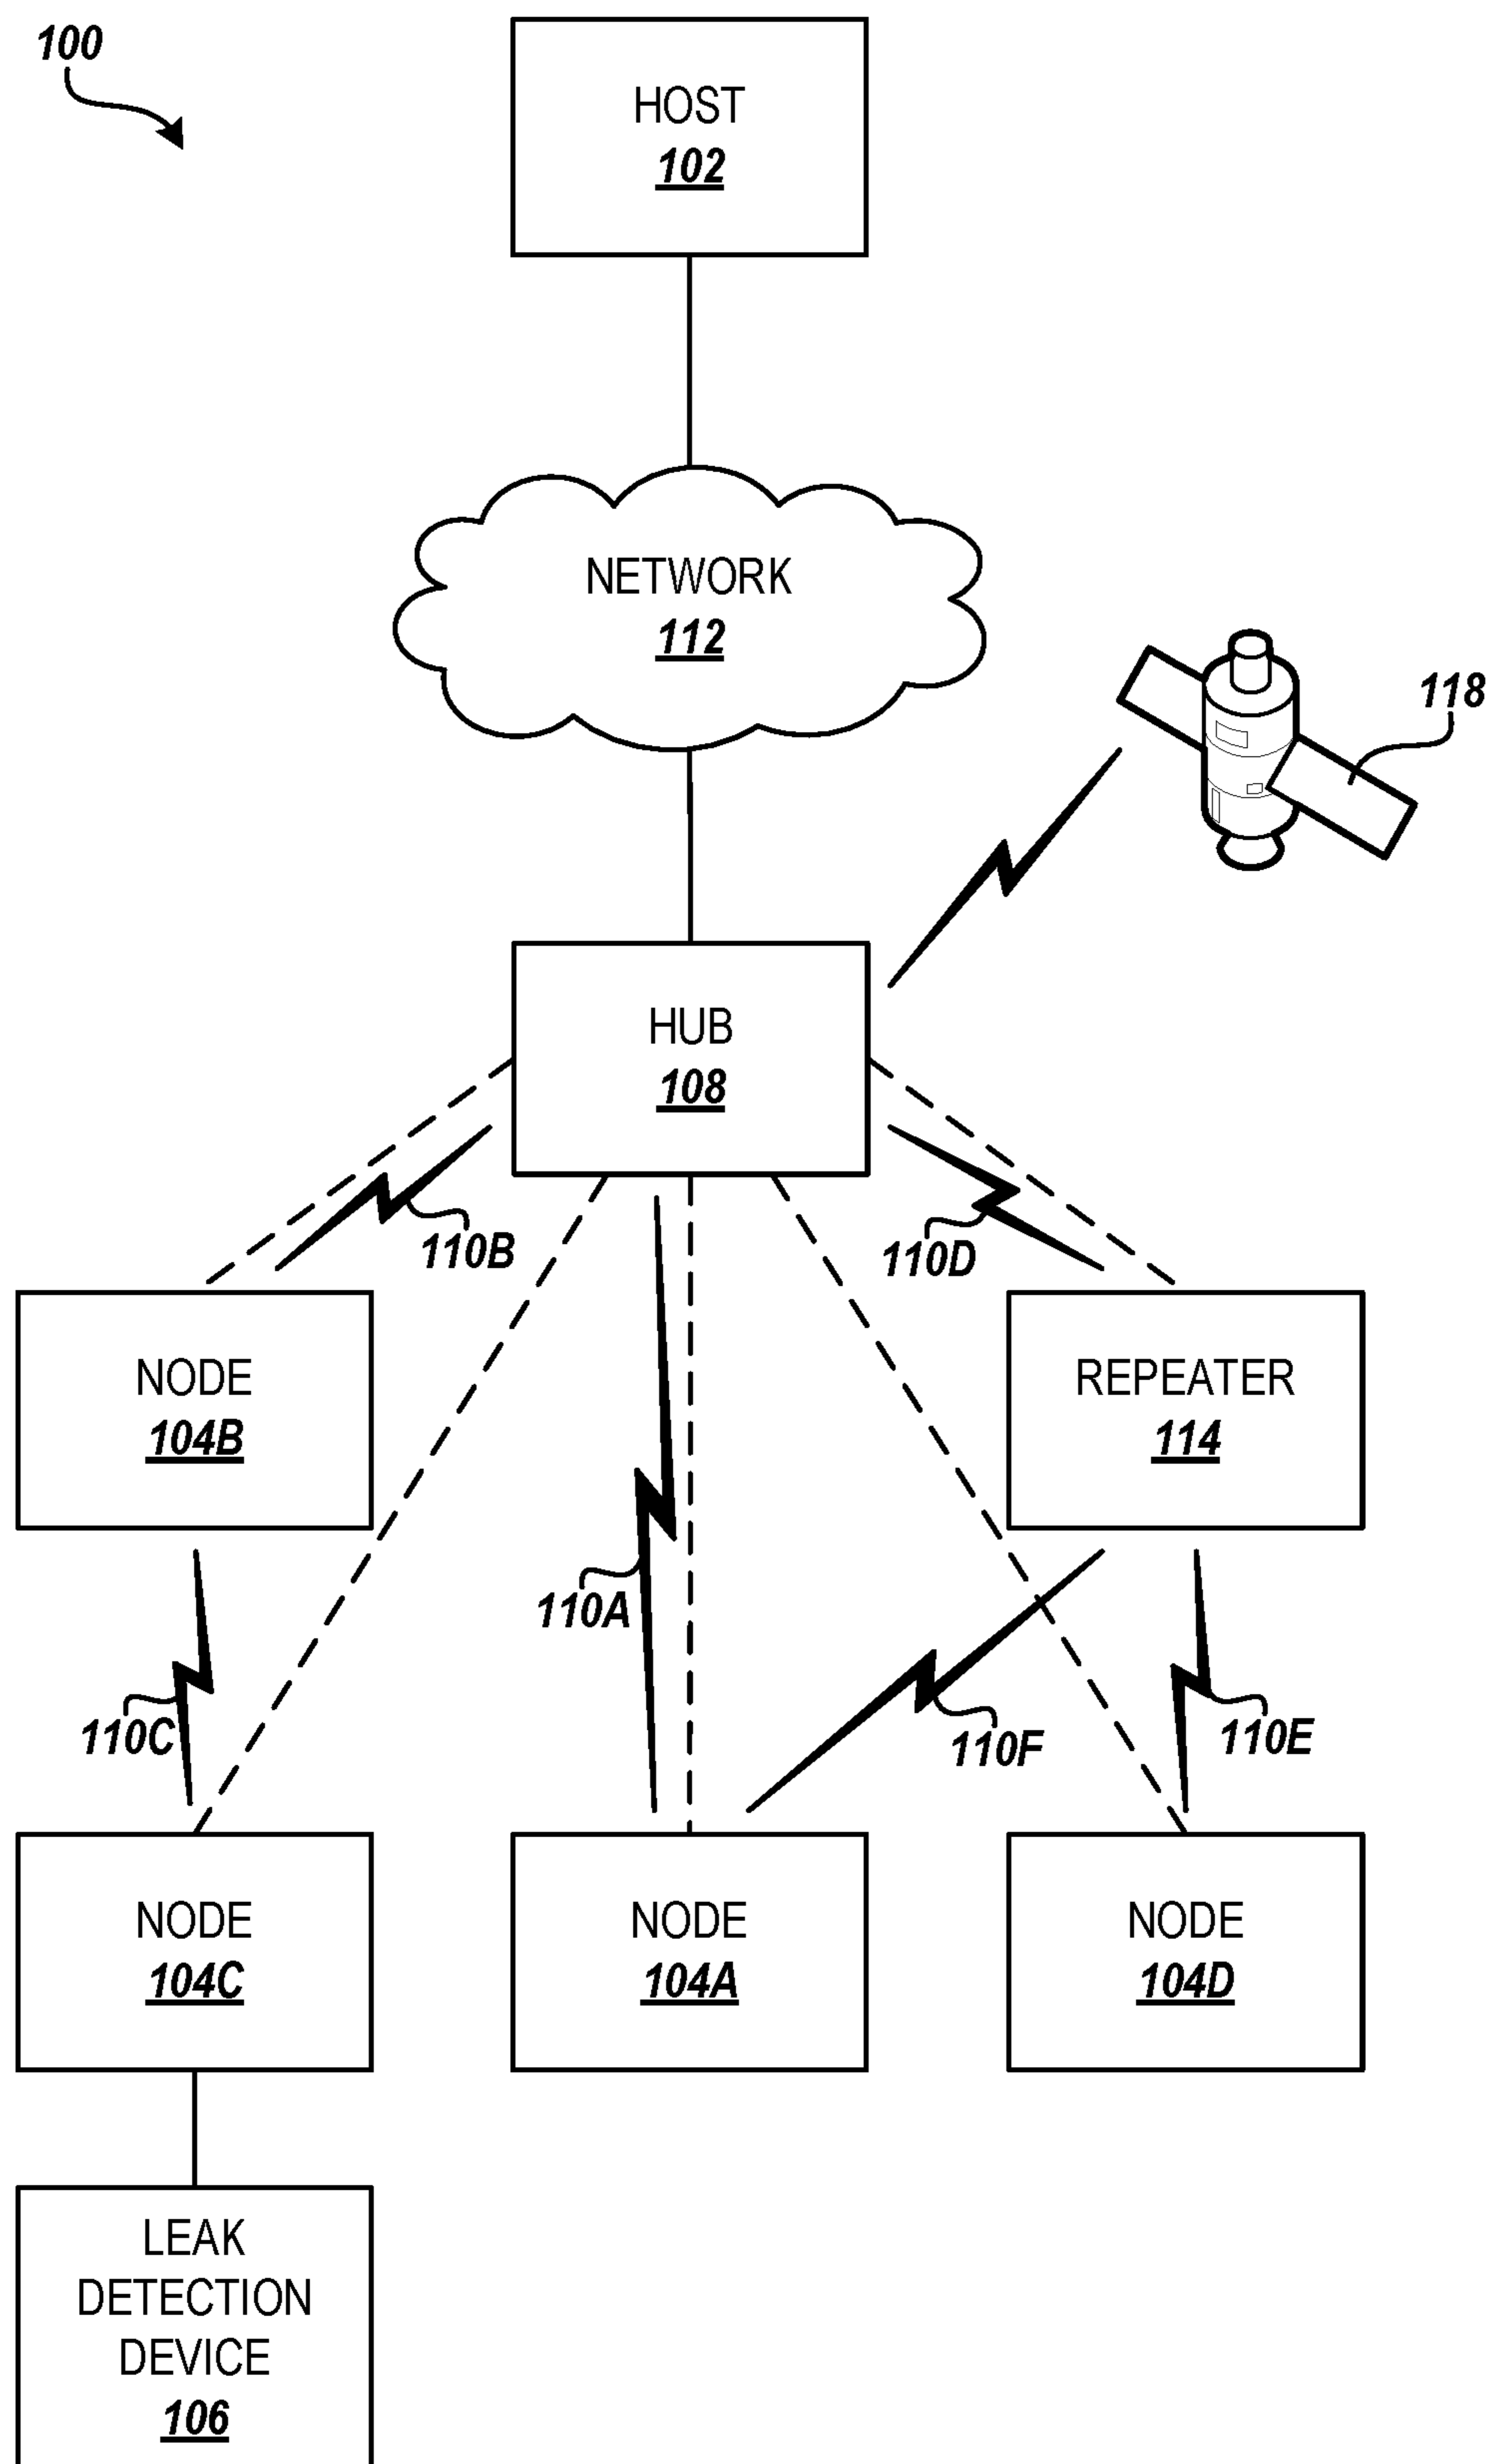 100
HOST
102
NETWORK
112
118
HUB
108
110B
110D
NODE
104B
REPEATER
114
110A
110C
110F
110E
NODE
104C
NODE
104A
NODE
104D
LEAK
DETECTION
DEVICE
106